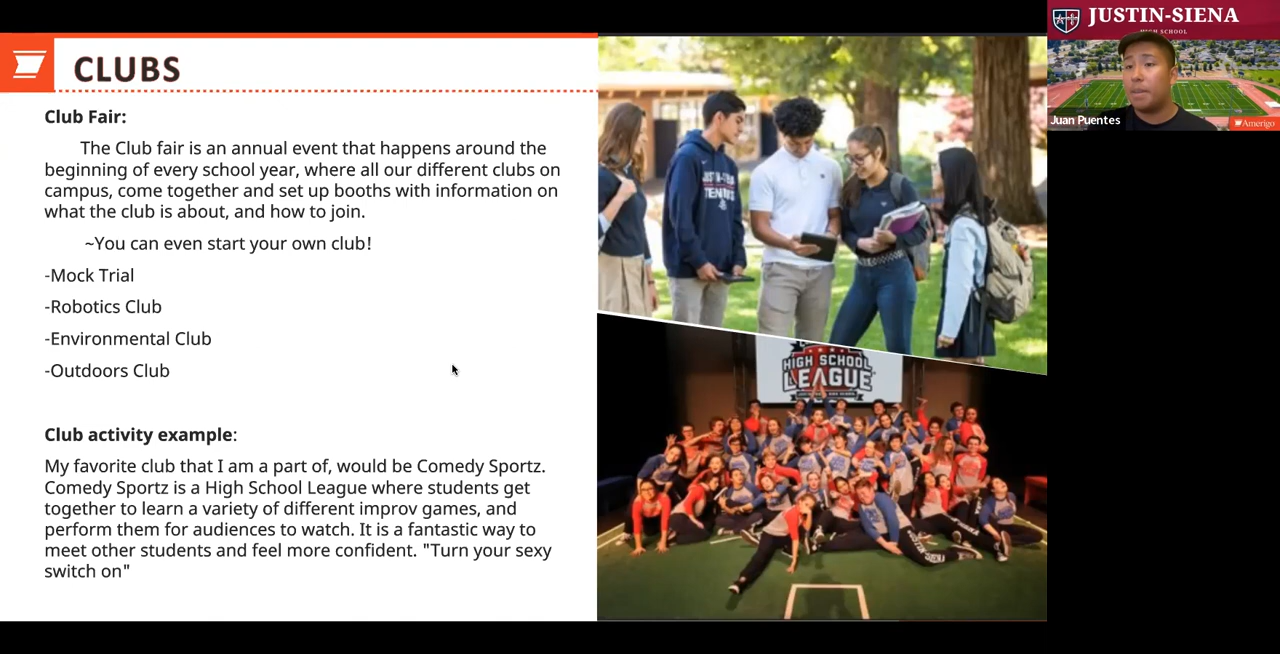 CLUBS
Club Fair:
The Club fair is an annual event that happens around the
beginning of every school year, where all our different clubs on
campus, come together and set up booths with information on
what the club is about, and how to join.
~You can even start your own club!
-Mock Trial
-Robotics Club
-Environmental Club
-Outdoors Club
Club activity example:
My favorite club that I am a part of, would be Comedy Sportz.
Comedy Sportz is a High School League where students get
together to learn a variety of different improv games, and
perform them for audiences to watch. It is a fantastic way to
meet other students and feel more confident. "Turn your sexy
switch on"
TENNIS
HIGH SCHOOL
LEAGUE
JUSTIN-SIENA
HIGH SCHOOL
Juan Puentes
Amerigo